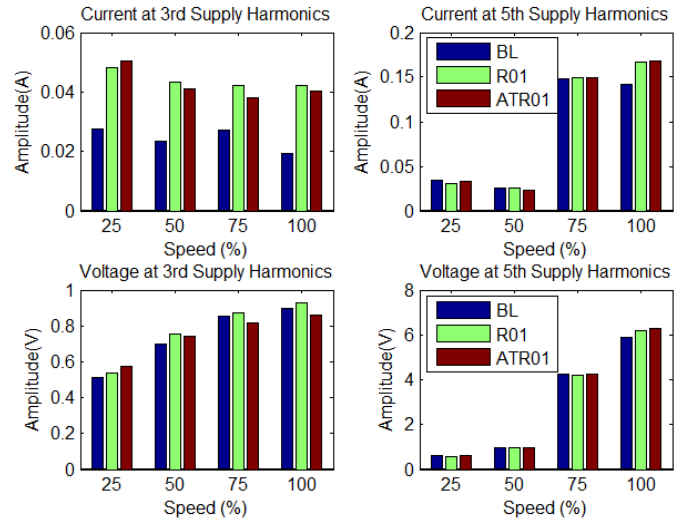 Current at 3rd Supply Harmonics
Amplitude(A)
0.06
0.04
0.02
0
25 50 75 100
Speed (%)
Current at 5th Supply Harmonics
Amplitude(A)
0.2
0.15
0.1
0.05
0
BL
R01
ATR01
25 50 75 100
Speed (%)
Voltage at 3rd Supply Harmonics
Amplitude(V)
1
0.8
0.6
0.4
0.2
0
25 50 75 100
Speed (%)
Voltage at 5th Supply Harmonics
Amplitude(V)
8
6
4
2
0
BL
R01
ATR01
25 50 75 100
Speed (%)